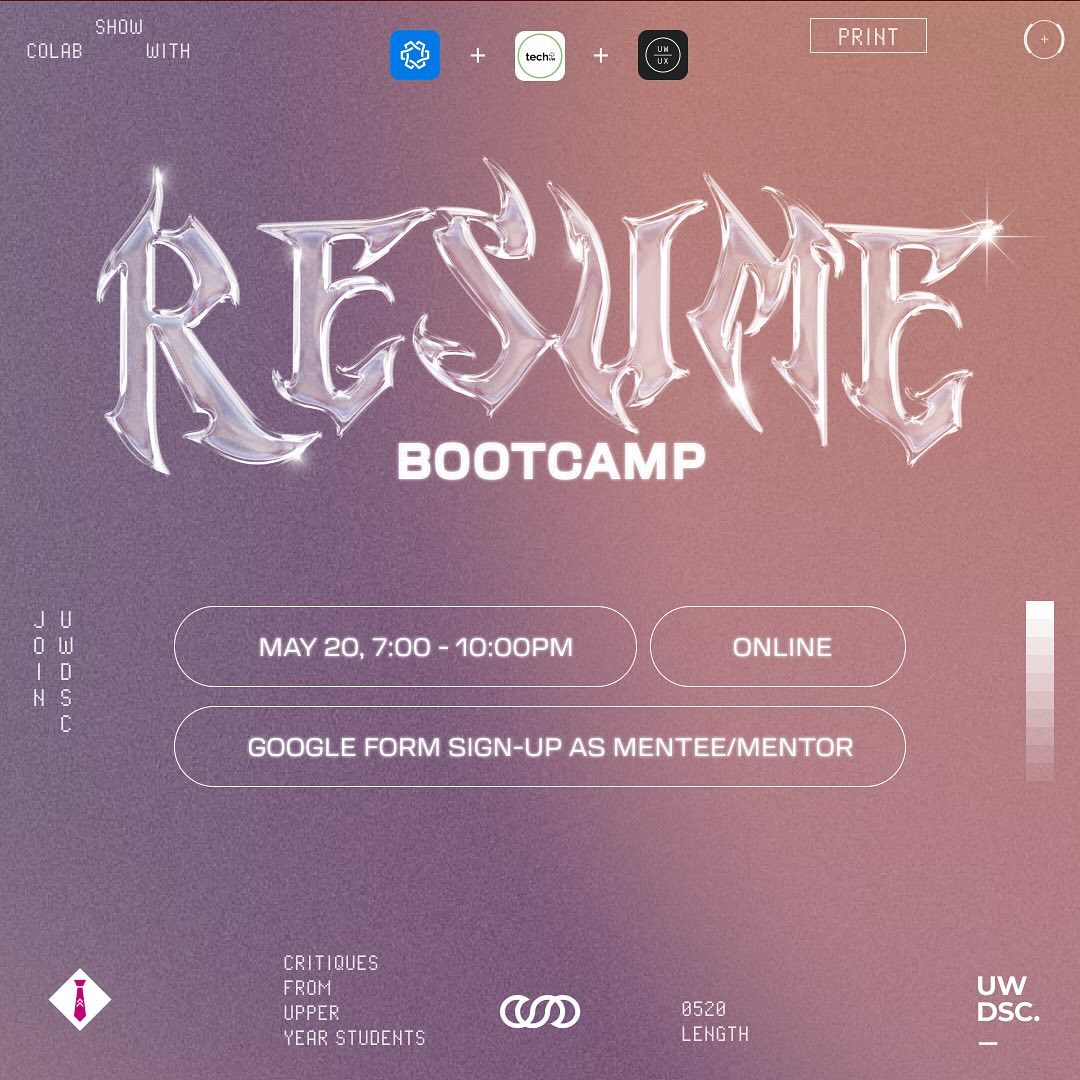 SHOW
COLAB WITH
+ tech + UW
UX
PRINT
+
RESUME
BOOTCAMP
JOIN
UWDSC
MAY 20, 7:00 - 10:00PM
ONLINE
GOOGLE FORM SIGN-UP AS MENTEE/MENTOR
CRITIQUES
FROM
UPPER
YEAR STUDENTS
0520
LENGTH
UW
DSC.